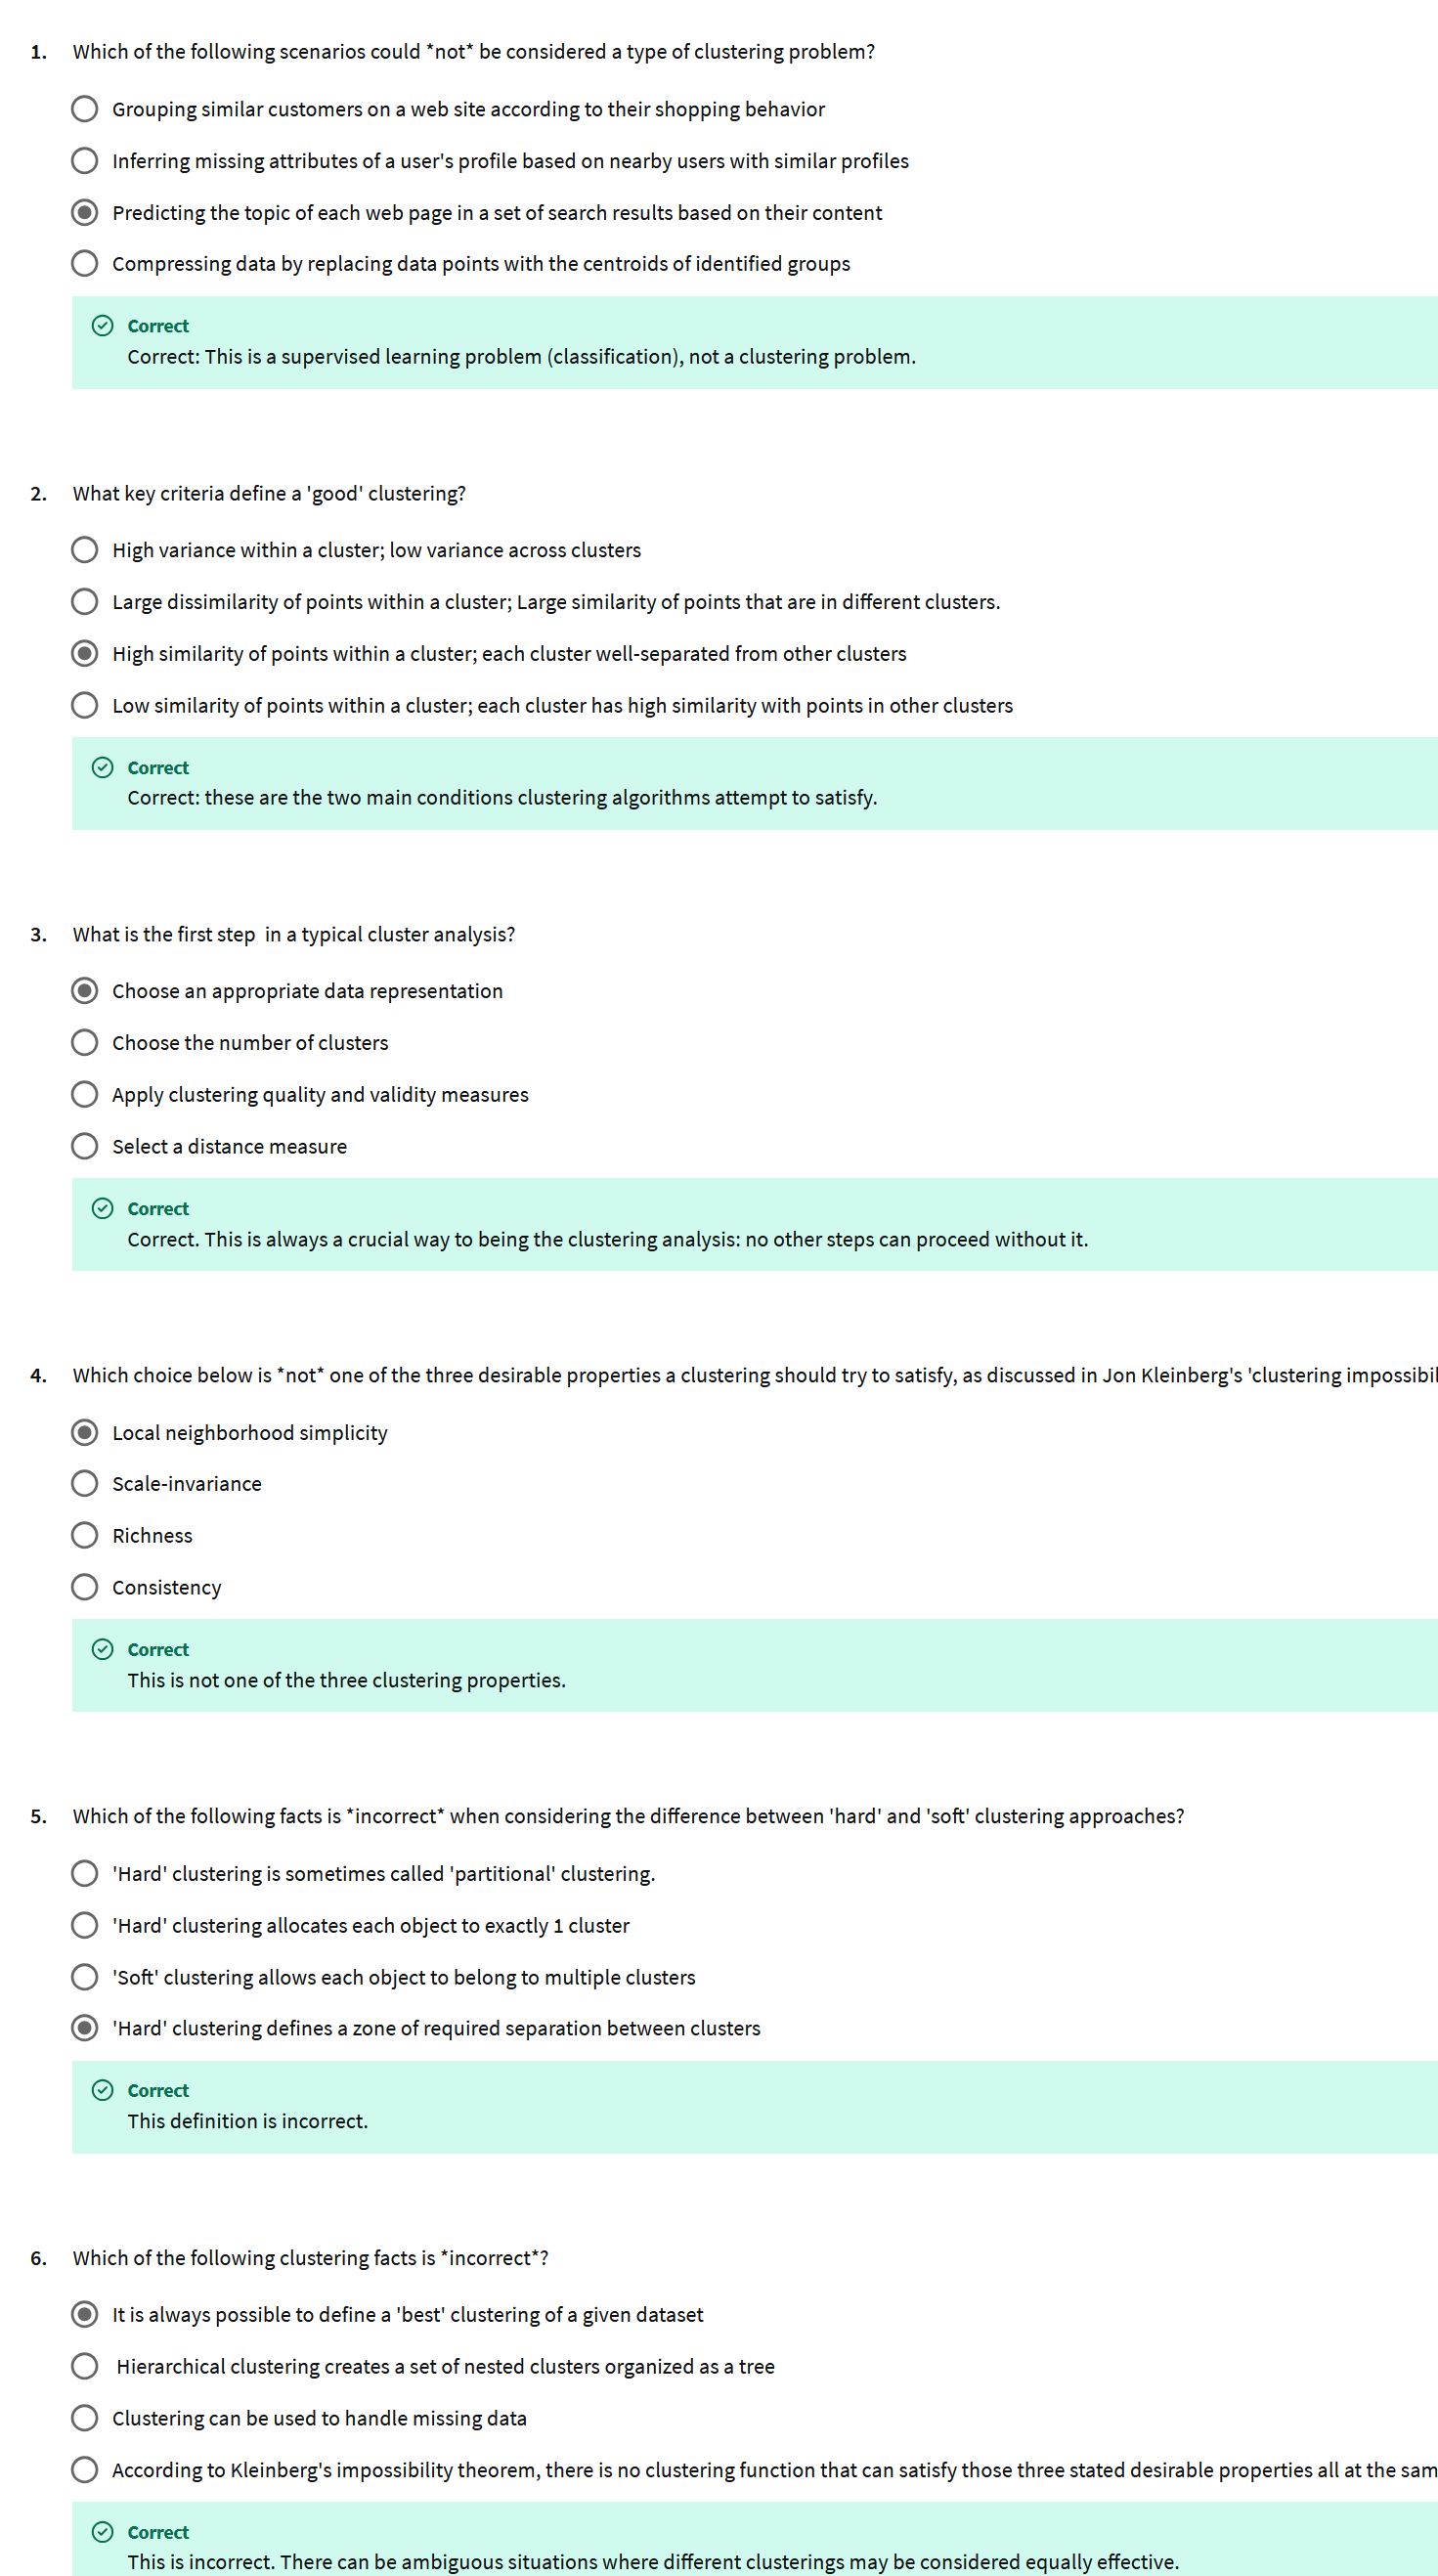 1. Which of the following scenarios could *not* be considered a type of clustering problem?
Grouping similar customers on a web site according to their shopping behavior
Inferring missing attributes of a user's profile based on nearby users with similar profiles
Predicting the topic of each web page in a set of search results based on their content
Compressing data by replacing data points with the centroids of identified groups
Correct
Correct: This is a supervised learning problem (classification), not a clustering problem.
2. What key criteria define a 'good' clustering?
High variance within a cluster; low variance across clusters
Large dissimilarity of points within a cluster; Large similarity of points that are in different clusters.
High similarity of points within a cluster; each cluster well-separated from other clusters
Low similarity of points within a cluster; each cluster has high similarity with points in other clusters
Correct
Correct: these are the two main conditions clustering algorithms attempt to satisfy.
3. What is the first step in a typical cluster analysis?
Choose an appropriate data representation
Choose the number of clusters
Apply clustering quality and validity measures
Select a distance measure
Correct
Correct. This is always a crucial way to being the clustering analysis: no other steps can proceed without it.
4. Which choice below is *not* one of the three desirable properties a clustering should try to satisfy, as discussed in Jon Kleinberg's 'clustering
Local neighborhood simplicity
Scale-invariance
Richness
Consistency
Correct
This is not one of the three clustering properties.
5. Which of the following facts is *incorrect* when considering the difference between 'hard' and 'soft' clustering approaches?
'Hard' clustering is sometimes called 'partitional' clustering.
'Hard' clustering allocates each object to exactly 1 cluster
'Soft' clustering allows each object to belong to multiple clusters
'Hard' clustering defines a zone of required separation between clusters
Correct
This definition is incorrect.
6. Which of the following clustering facts is *incorrect*?
It is always possible to define a 'best' clustering of a given dataset
Hierarchical clustering creates a set of nested clusters organized as a tree
Clustering can be used to handle missing data
According to Kleinberg's impossibility theorem, there is no clustering function that can satisfy those three stated desirable properties all at the
Correct
This is incorrect. There can be ambiguous situations where different clusterings may be considered equally effective.